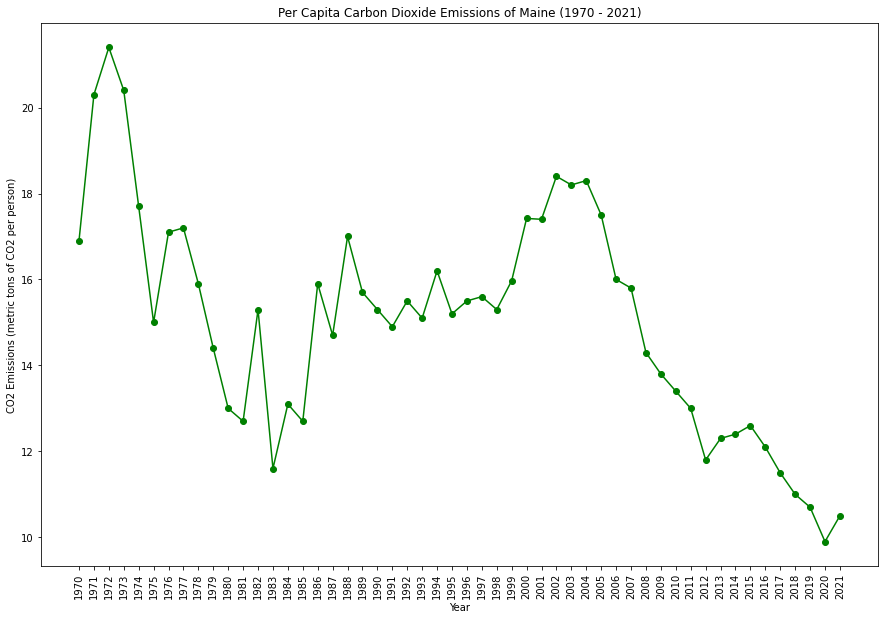 Per Capita Carbon Dioxide Emissions of Maine (1970 - 2021)
CO2 Emissions (metric tons of CO2 per person)
20
18
16
14
12
10
1970 1971 1972 1973 1974 1975 1976 1977 1978 1979 1980 1981 1982 1983 1984 1985 1986 1987 1988 1989 1990 1991 1992 1993 1994 1995 1996 1997 1998 1999 2000 2001 2002 2003 2004 2005 2006 2007 2008 2009 2010 2011 2012 2013 2014 2015 2016 2017 2018 2019 2020 2021
Year